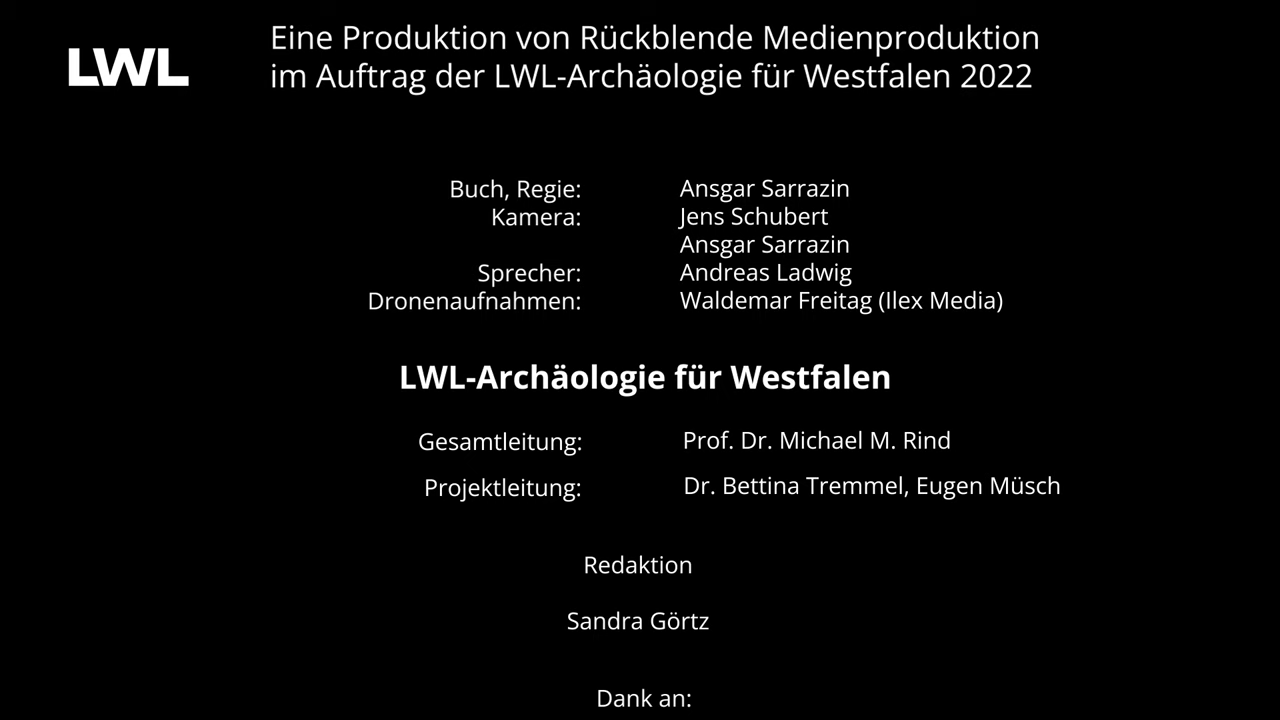 LWL
Eine Produktion von Rückblende Medienproduktion
im Auftrag der LWL-Archäologie für Westfalen 2022
Buch, Regie: Ansgar Sarrazin
Kamera: Jens Schubert
Ansgar Sarrazin
Sprecher: Andreas Ladwig
Dronenaufnahmen: Waldemar Freitag (Ilex Media)
LWL-Archäologie für Westfalen
Gesamtleitung: Prof. Dr. Michael M. Rind
Projektleitung: Dr. Bettina Tremmel, Eugen Müsch
Redaktion
Sandra Görtz
Dank an: